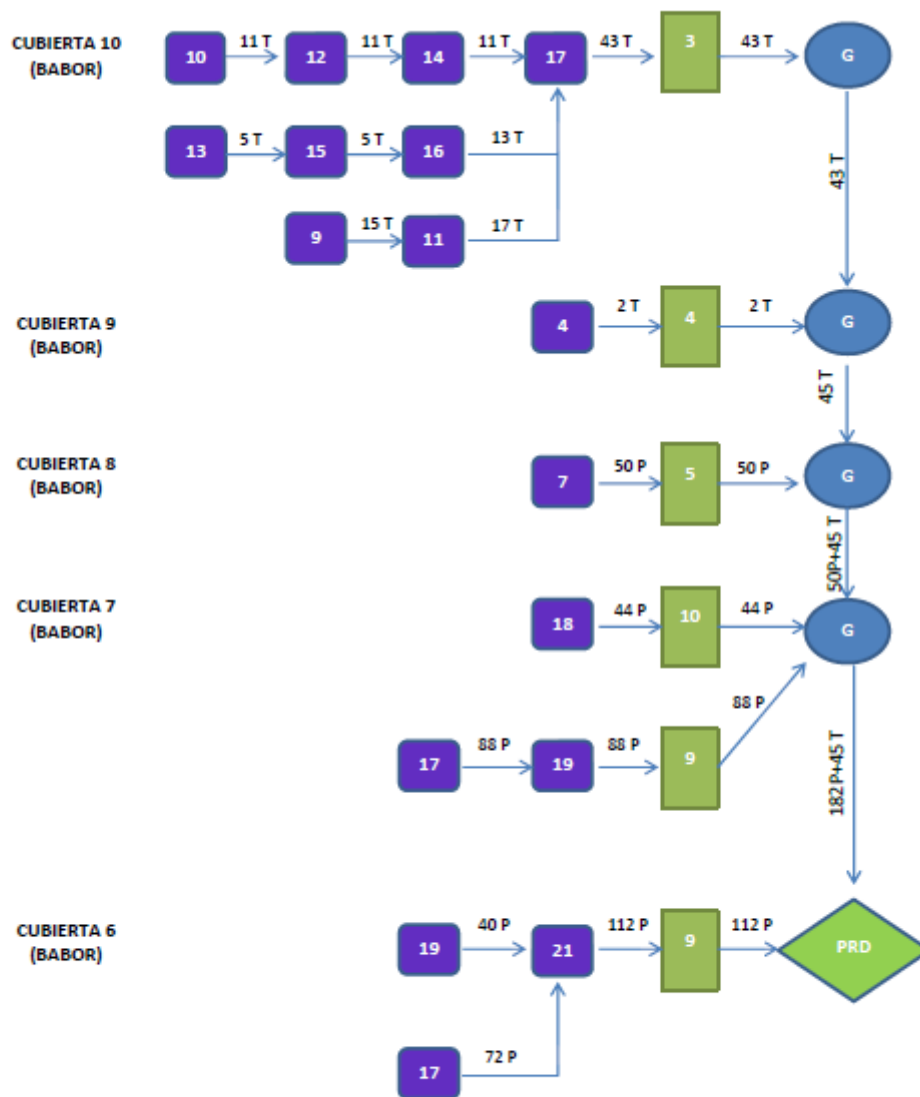 CUBIERTA 10
(BABOR)
10 11 T 12 11 T 14 11 T 17 43 T 3 43 T G
13 5 T 15 5 T 16 13 T
43 T
9 15 T 11 17 T
CUBIERTA 9
(BABOR)
4 2 T 4 2 T G
45 T
CUBIERTA 8
(BABOR)
7 50 P 5 50 P G
50P+45 T
CUBIERTA 7
(BABOR)
18 44 P 10 44 P G
88 P
17 88 P 19 88 P 9
182 P+45 T
CUBIERTA 6
(BABOR)
19 40 P 21 112 P 9 112 P PRD
17 72 P